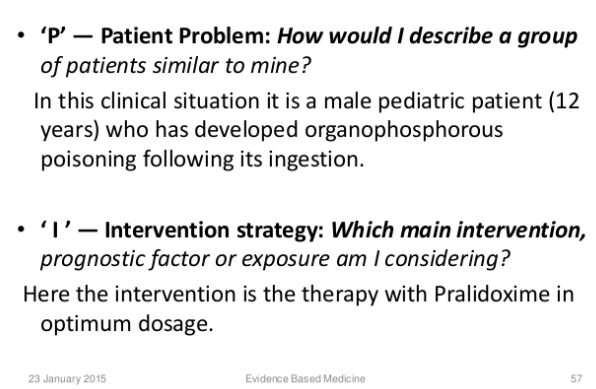 • ‘P’ — Patient Problem: How would I describe a group
of patients similar to mine?
In this clinical situation it is a male pediatric patient (12
years) who has developed organophosphorous
poisoning following its ingestion.
• ‘ I ’ — Intervention strategy: Which main intervention,
prognostic factor or exposure am I considering?
Here the intervention is the therapy with Pralidoxime in
optimum dosage.
23 January 2015 Evidence Based Medicine 57